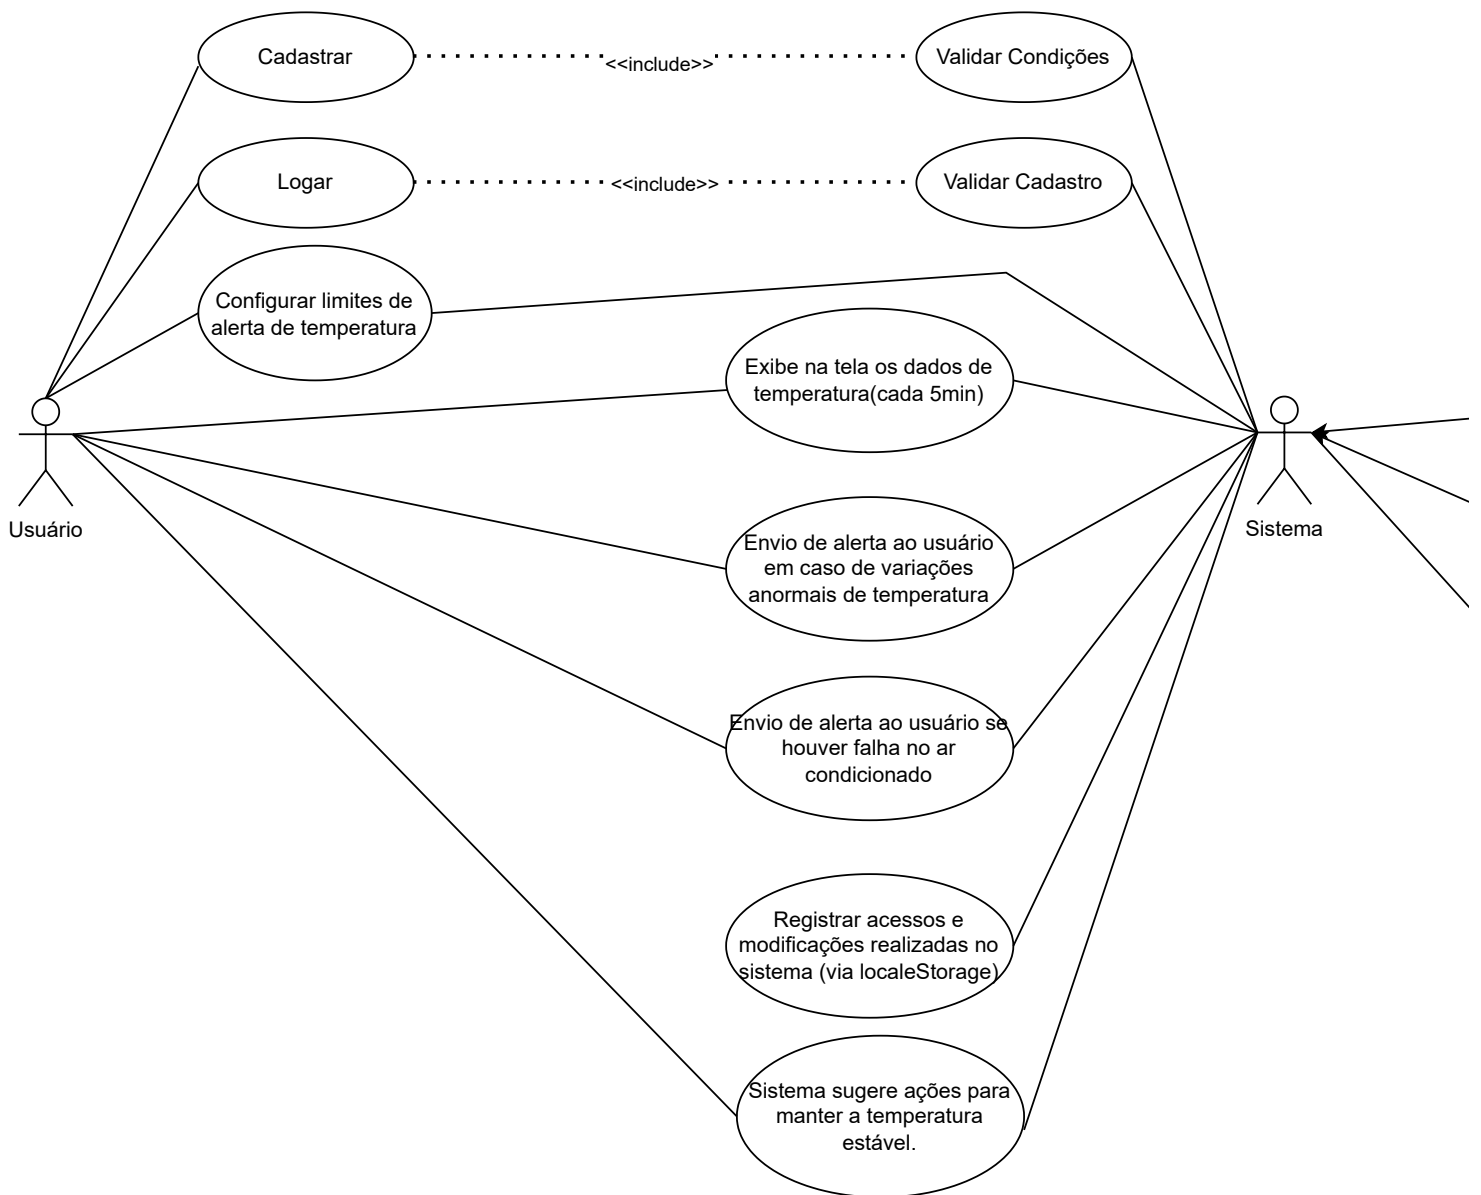 Cadastrar
<<include>>
Validar Condições
Logar
<<include>>
Validar Cadastro
Configurar limites de
alerta de temperatura
Exibe na tela os dados de
temperatura(cada 5min)
Usuário
Sistema
Envio de alerta ao usuário
em caso de variações
anormais de temperatura
Envio de alerta ao usuário se
houver falha no ar
condicionado
Registrar acessos e
modificações realizadas no
sistema (via localeStorage)
Sistema sugere ações para
manter a temperatura
estável.